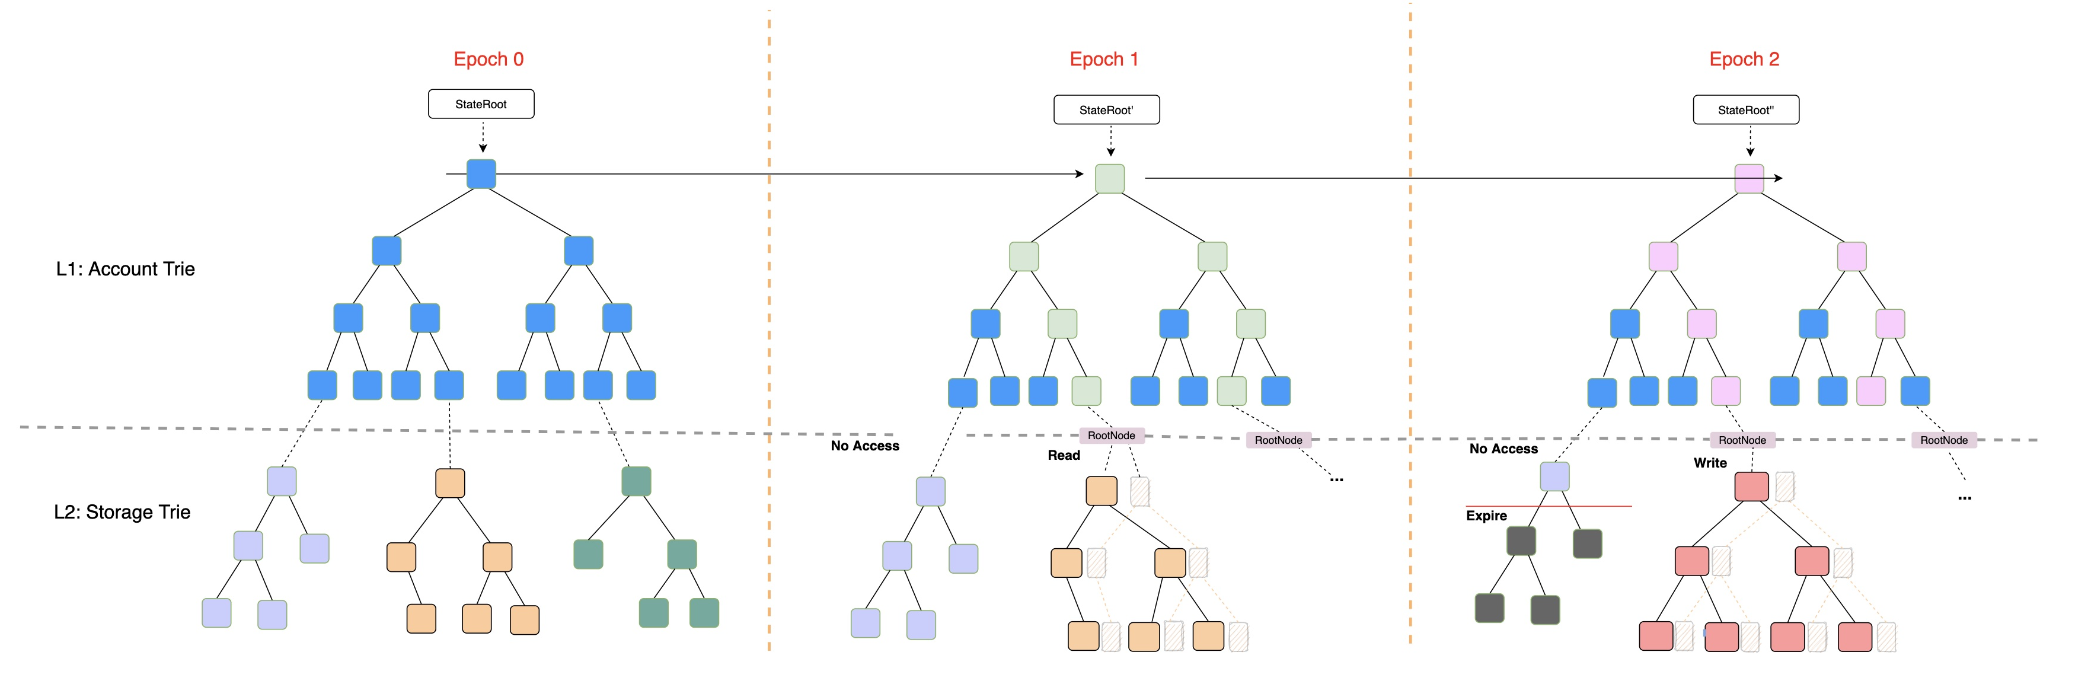 Epoch 0
Epoch 1
Epoch 2
StateRoot
StateRoot'
StateRoot''
L1: Account Trie
No Access
RootNode
RootNode
Read
...
No Access
RootNode
RootNode
Write
...
L2: Storage Trie
Expire